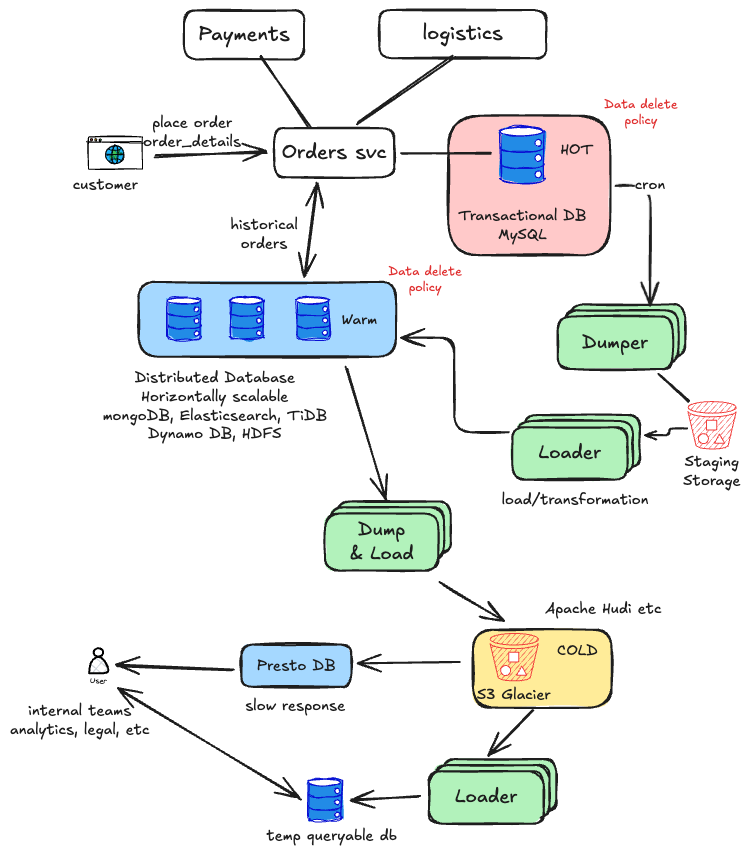 Payments
logistics
Data delete
policy
place order
order_details
customer
Orders svc
HOT
Transactional DB
MySQL
cron
historical
orders
Data delete
policy
Warm
Dumper
Distributed Database
Horizontally scalable
mongoDB, Elasticsearch, TiDB
Dynamo DB, HDFS
Loader
Staging
Storage
load/transformation
Dump
& Load
Apache Hudi etc
COLD
S3 Glacier
Presto DB
slow response
User
internal teams
analytics, legal, etc
Loader
temp queryable db